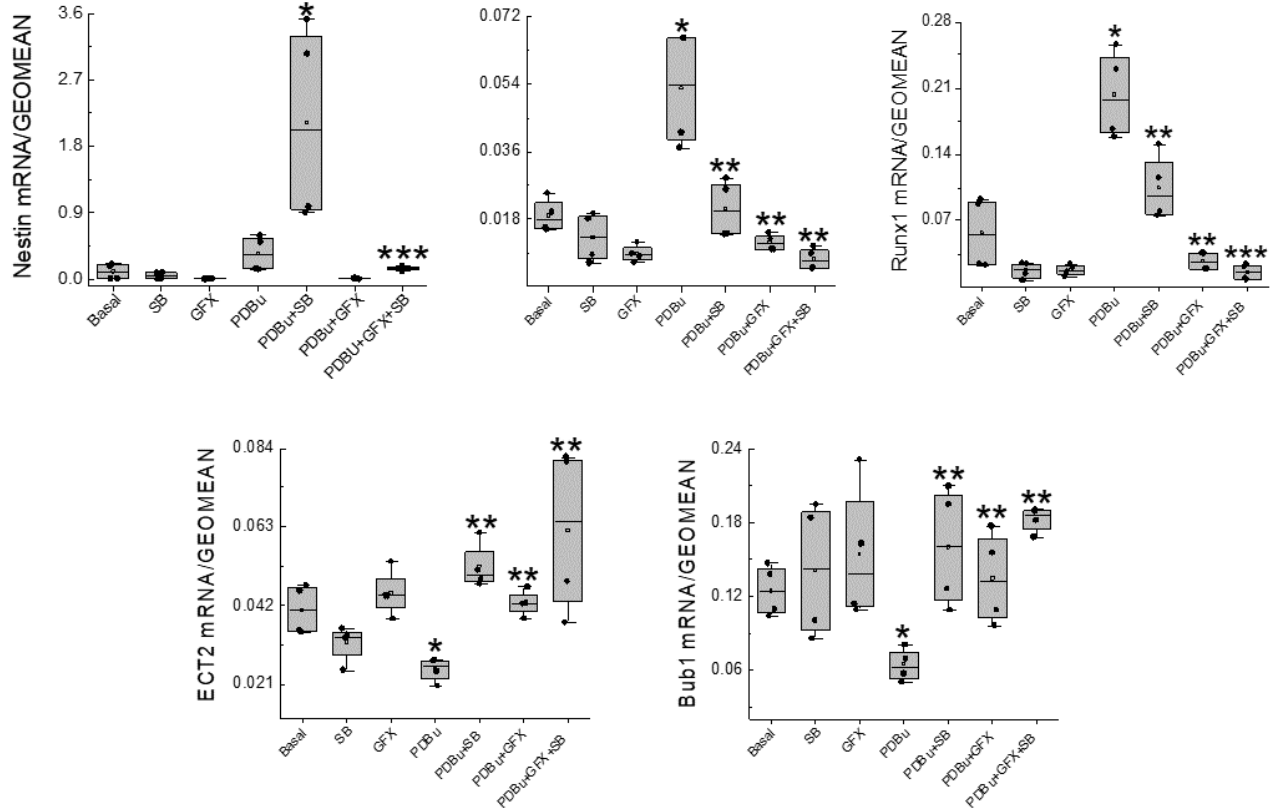 Nestin mRNA/GEOMEAN
3.6
2.7
1.8
0.9
0.0
*
***
Basal
SB
GFX
PDBu
PDBu+SB
PDBu+GFX
PDBU+GFX+SB
0.072
0.054
0.036
0.018
*
**
**
**
Basal
SB
GFX
PDBu
PDBu+SB
PDBu+GFX
PDBu+GFX+SB
Runx1 mRNA/GEOMEAN
0.28
0.21
0.14
0.07
*
**
**
***
Basal
SB
GFX
PDBu
PDBu+SB
PDBu+GFX
PDBu+GFX+SB
ECT2 mRNA/GEOMEAN
0.084
0.063
0.042
0.021
*
**
**
**
Basal
SB
GFX
PDBu
PDBu+SB
PDBu+GFX
PDBu+GFX+SB
Bub1 mRNA/GEOMEAN
0.24
0.18
0.12
0.06
*
**
**
**
Basal
SB
GFX
PDBu
PDBu+SB
PDBu+GFX
PDBu+GFX+SB